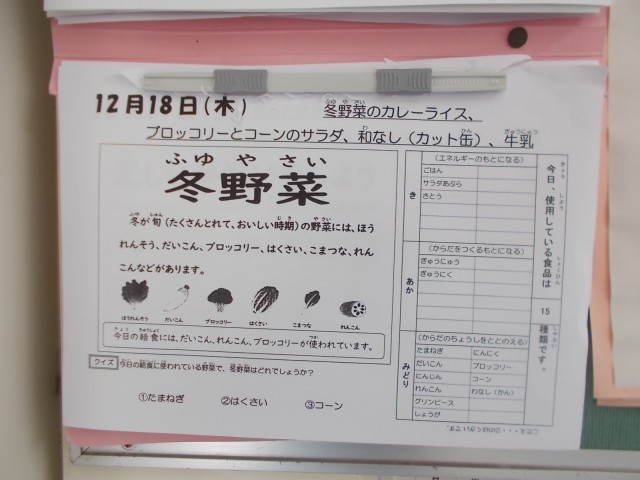 12月18日(木)
冬野菜のカレーライス、
ブロッコリーとコーンのサラダ、和なし(カット缶)、牛乳
ふゆ や さい
冬野菜
冬が旬(たくさんとれて、おいしい時期)の野菜には、ほう
れんそう、だいこん、ブロッコリー、はくさい、こまつな、れん
こんなどがあります。
ほうれんそう
だいこん
ブロッコリー
はくさい
こまつな
れんこん
今日の給食には、だいこん、れんこん、ブロッコリーが使われています。
クイズ
今日の給食に使われている野菜で、冬野菜はどれでしょうか?
①たまねぎ ②はくさい ③コーン
き
(エネルギーのもとになる)
ごはん
サラダあぶら
さとう
あか
(からだをつくるもとになる)
ぎゅうにゅう
ぎゅうにく
みどり
(からだのちょうしをととのえる)
たまねぎ にんにく
だいこん ブロッコリー
にんじん コーン
れんこん わなし(かん)
グリンピース
しょうが
今日、使用している食品は
15
種類です。